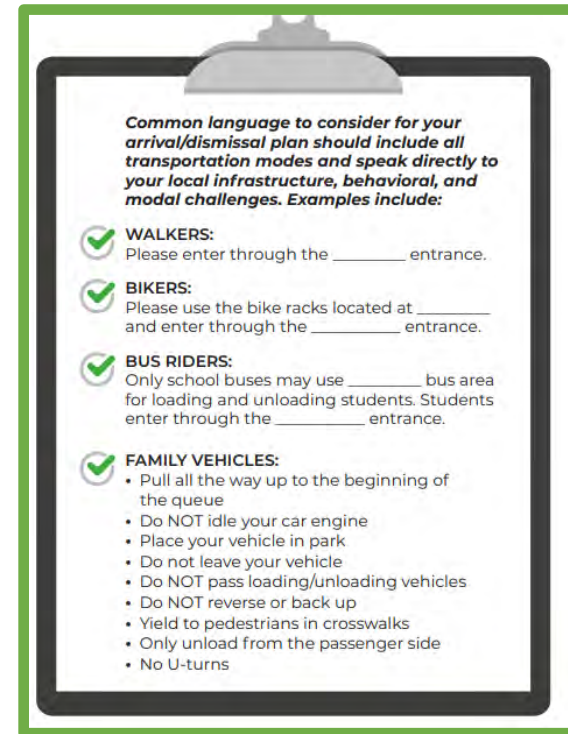 Common language to consider for your
arrival/dismissal plan should include all
transportation modes and speak directly to
your local infrastructure, behavioral, and
modal challenges. Examples include:
WALKERS:
Please enter through the _________ entrance.
BIKERS:
Please use the bike racks located at _________
and enter through the ___________ entrance.
BUS RIDERS:
Only school buses may use _________ bus area
for loading and unloading students. Students
enter through the ___________ entrance.
FAMILY VEHICLES:
• Pull all the way up to the beginning of
the queue
• Do NOT idle your car engine
• Place your vehicle in park
• Do not leave your vehicle
• Do NOT pass loading/unloading vehicles
• Do NOT reverse or back up
• Yield to pedestrians in crosswalks
• Only unload from the passenger side
• No U-turns